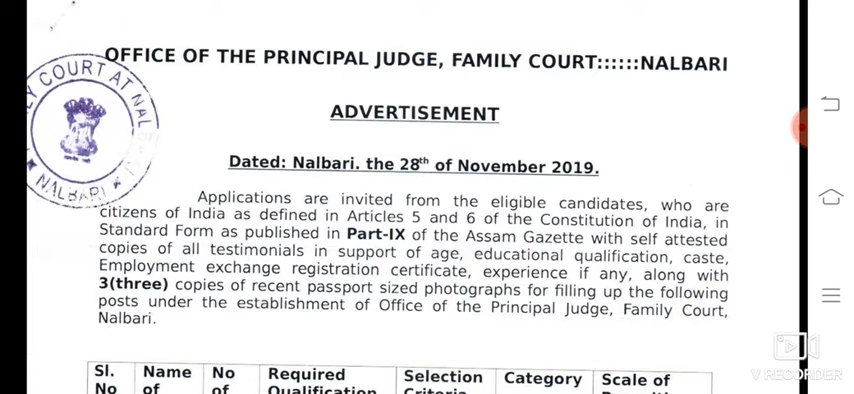 OFFICE OF THE PRINCIPAL JUDGE, FAMILY COURT::::::NALBARI
COURT AT NAL
NALBARI
ADVERTISEMENT
Dated: Nalbari. the 28th of November 2019.
Applications are invited from the eligible candidates, who are
citizens of India as defined in Articles 5 and 6 of the Constitution of India, in
Standard Form as published in Part-IX of the Assam Gazette with self attested
copies of all testimonials in support of age, educational qualification, caste,
Employment exchange registration certificate, experience if any, along with
3(three) copies of recent passport sized photographs for filling up the following
posts under the establishment of Office of the Principal Judge, Family Court,
Nalbari.
Sl. Name No Required Selection Category Scale of
No of of Qualification
V RECORDER